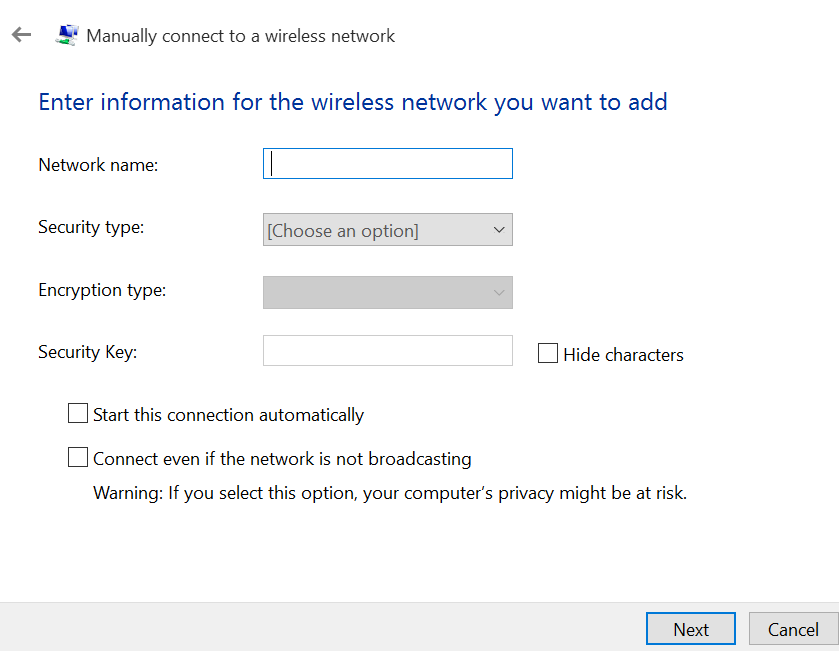 Manually connect to a wireless network
Enter information for the wireless network you want to add
Network name:
Security type: [Choose an option]
Encryption type:
Security Key: Hide characters
Start this connection automatically
Connect even if the network is not broadcasting
Warning: If you select this option, your computer's privacy might be at risk.
Next Cancel